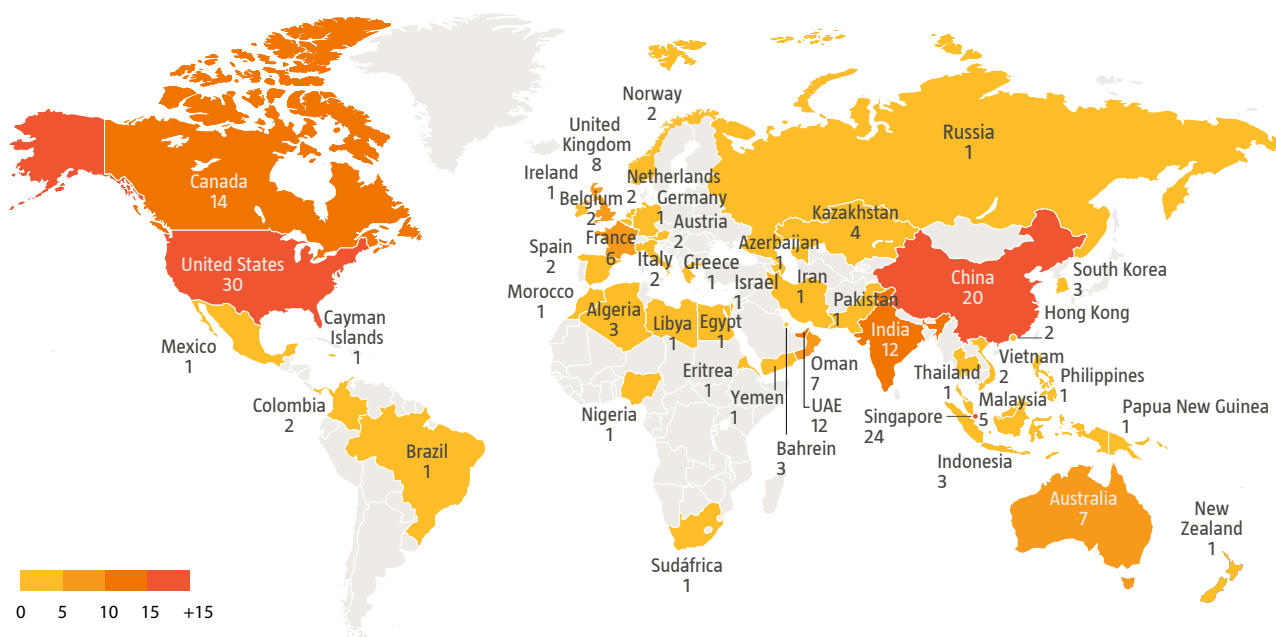 Canada
14
United States
30
Mexico
1
Cayman
Islands
1
Colombia
2
Brazil
1
Norway
2
United
Kingdom
8
Ireland
1
Netherlands
2
Belgium
2
Germany
1
Austria
2
France
6
Spain
2
Italy
2
Greece
1
Morocco
1
Algeria
3
Libya
1
Egypt
1
Israel
1
Eritrea
1
Nigeria
1
Sudáfrica
1
Yemen
1
Oman
7
UAE
12
Bahrein
3
Russia
1
Kazakhstan
4
Azerbaijan
1
Iran
1
Pakistan
1
India
12
China
20
South Korea
3
Hong Kong
2
Vietnam
2
Thailand
1
Philippines
1
Malaysia
5
Singapore
24
Indonesia
3
Papua New Guinea
1
Australia
7
New
Zealand
1
0 5 10 15 +15